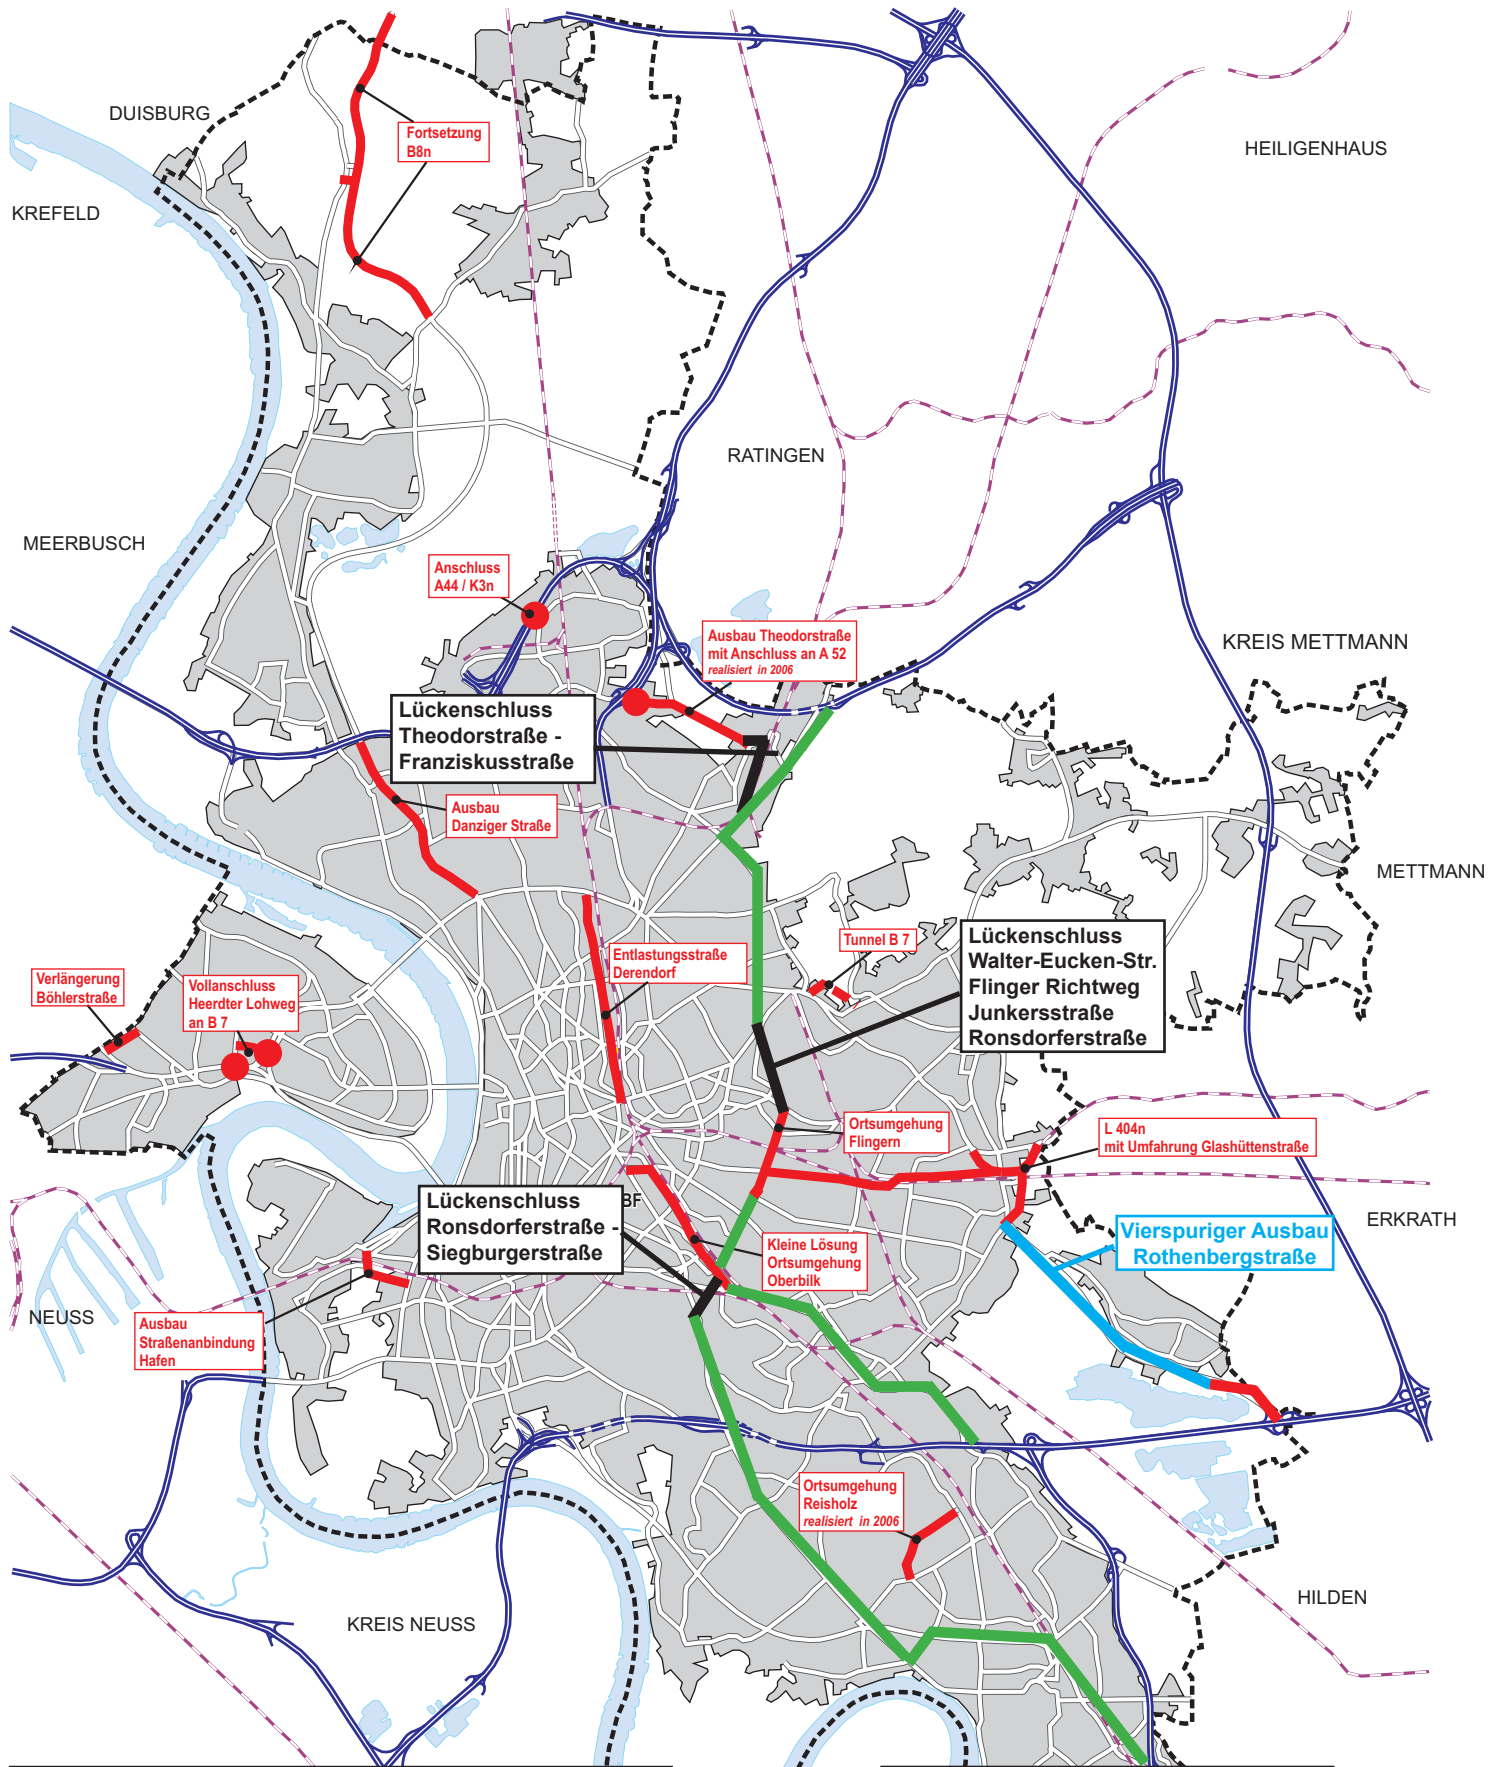 DUISBURG
Fortsetzung
B8n
HEILIGENHAUS
KREFELD
RATINGEN
MEERBUSCH
Anschluss
A44 / K3n
Ausbau Theodorstraße
mit Anschluss an A 52
realisiert in 2006
KREIS METTMANN
Lückenschluss
Theodorstraße -
Franziskusstraße
Ausbau
Danziger Straße
METTMANN
Entlastungsstraße
Derendorf
Tunnel B 7
Lückenschluss
Walter-Eucken-Str.
Flinger Richtweg
Junkersstraße
Ronsdorferstraße
Verlängerung
Böhlerstraße
Vollanschluss
Heerdter Lohweg
an B 7
Ortsumgehung
Flingern
L 404n
mit Umfahrung Glashüttenstraße
Lückenschluss
Ronsdorferstraße -
Siegburgerstraße
BF
ERKRATH
Vierspuriger Ausbau
Rothenbergstraße
Kleine Lösung
Ortsumgehung
Oberbilk
NEUSS
Ausbau
Straßenanbindung
Hafen
Ortsumgehung
Reisholz
realisiert in 2006
HILDEN
KREIS NEUSS